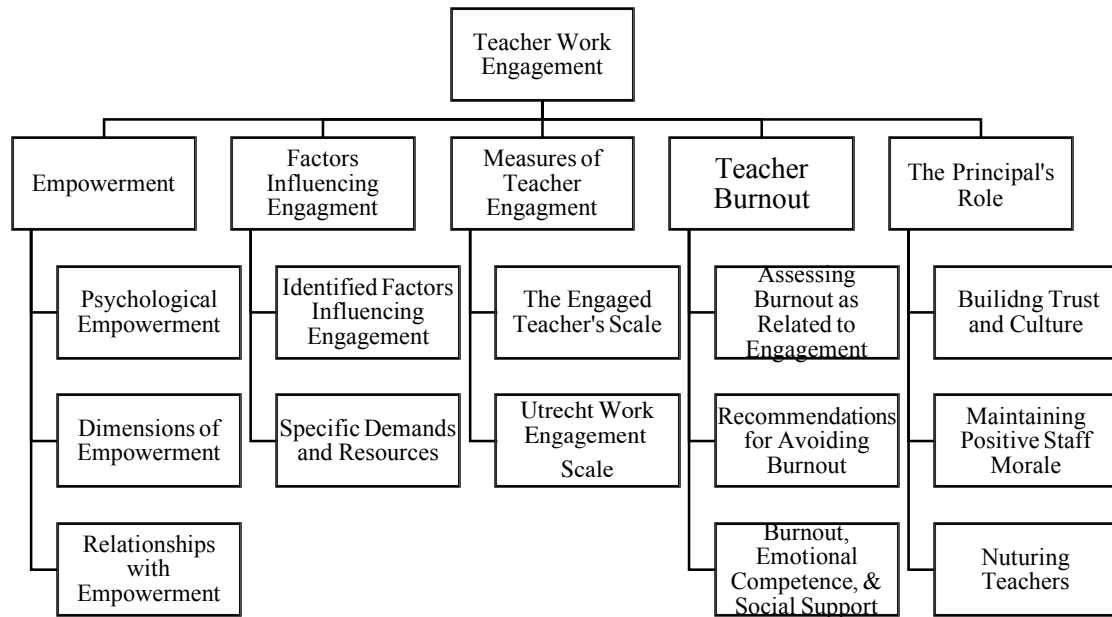 Teacher Work
Engagement
Empowerment
Factors
Influencing
Engagment
Measures of
Teacher
Engagment
Teacher
Burnout
The Principal's
Role
Psychological
Empowerment
Identified Factors
Influencing
Engagement
The Engaged
Teacher's Scale
Assessing
Burnout as
Related to
Engagement
Builidng Trust
and Culture
Dimensions of
Empowerment
Specific Demands
and Resources
Utrecht Work
Engagement
Scale
Recommendations
for Avoiding
Burnout
Maintaining
Positive Staff
Morale
Relationships
with
Empowerment
Burnout,
Emotional
Competence, &
Social Support
Nuturing
Teachers